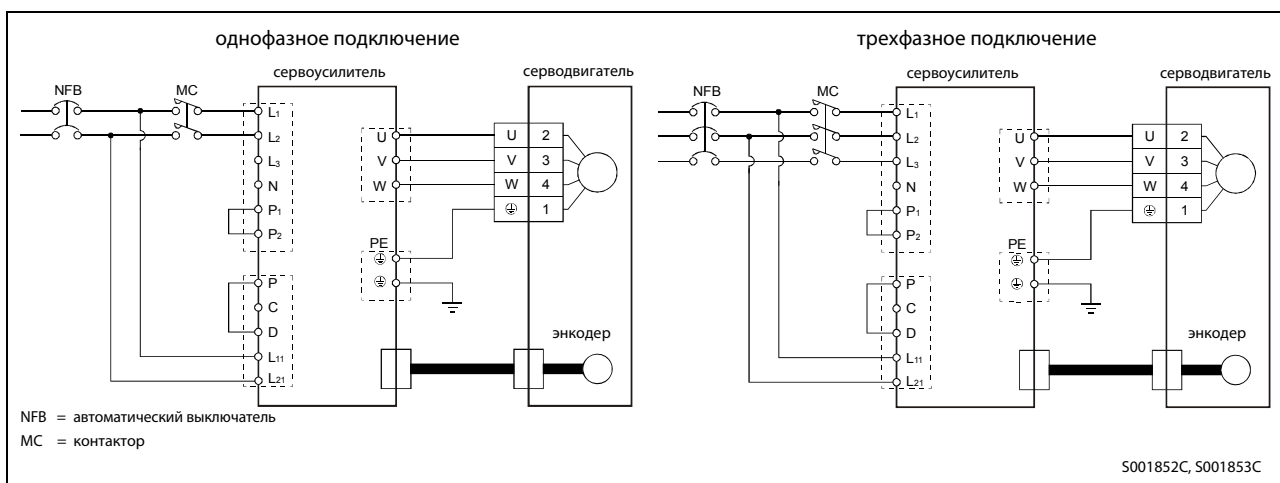 однофазное подключение
сервоусилитель
серводвигатель
NFB
MC
L1
L2
L3
N
P1
P2
P
C
D
L11
L21
U
V
W
PE
U 2
V 3
W 4
1
энкодер
трехфазное подключение
сервоусилитель
серводвигатель
NFB
MC
L1
L2
L3
N
P1
P2
P
C
D
L11
L21
U
V
W
PE
U 2
V 3
W 4
1
энкодер
NFB = автоматический выключатель
MC = контактор
S001852C, S001853C